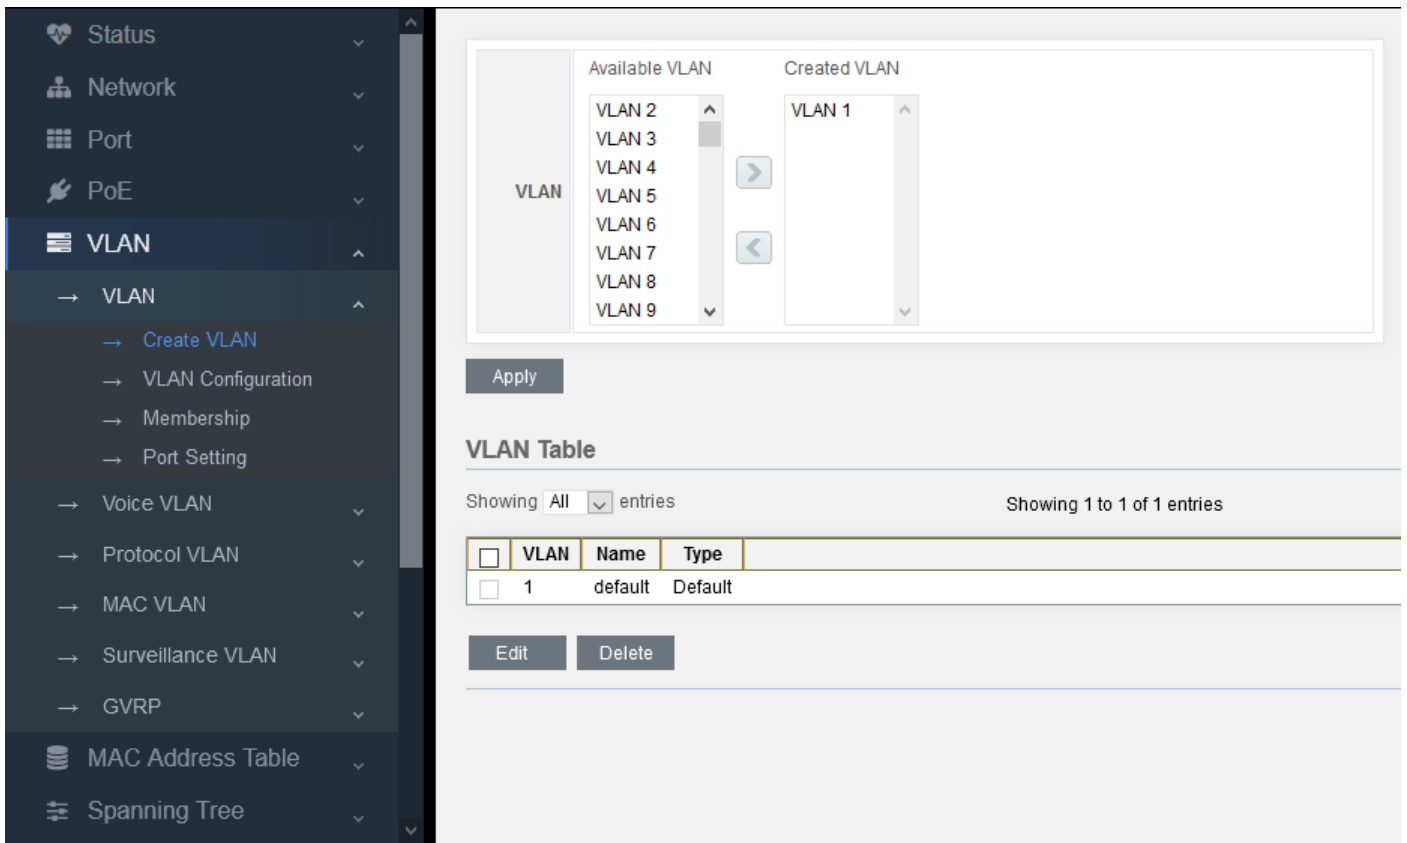 Status
Network
Port
PoE
VLAN
→ VLAN
→ Create VLAN
→ VLAN Configuration
→ Membership
→ Port Setting
→ Voice VLAN
→ Protocol VLAN
→ MAC VLAN
→ Surveillance VLAN
→ GVRP
MAC Address Table
Spanning Tree
Available VLAN Created VLAN
VLAN
VLAN 2
VLAN 3
VLAN 4
VLAN 5
VLAN 6
VLAN 7
VLAN 8
VLAN 9
VLAN 1
Apply
VLAN Table
Showing All entries Showing 1 to 1 of 1 entries
VLAN Name Type
1 default Default
Edit Delete